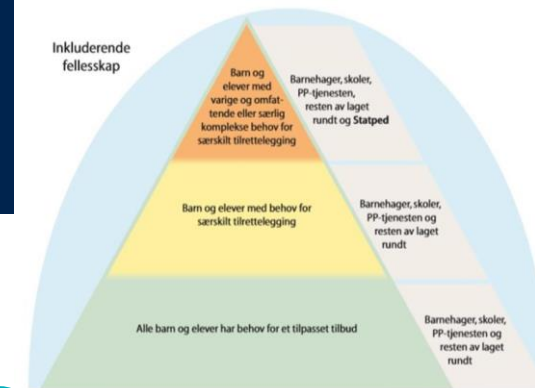 Inkluderende
fellesskap
Barn og
elever med
varige og omfat-
tende eller særlig
komplekse behov for
særskilt tilrettelegging
Barnehager, skoler,
PP-tjenesten,
resten av laget
rundt og Statped
Barn og elever med behov for
særskilt tilrettelegging
Barnehager, skoler,
PP-tjenesten og
resten av laget
rundt
Alle barn og elever har behov for et tilpasset tilbud
Barnehager, skoler,
PP-tjenesten og
resten av laget
rundt